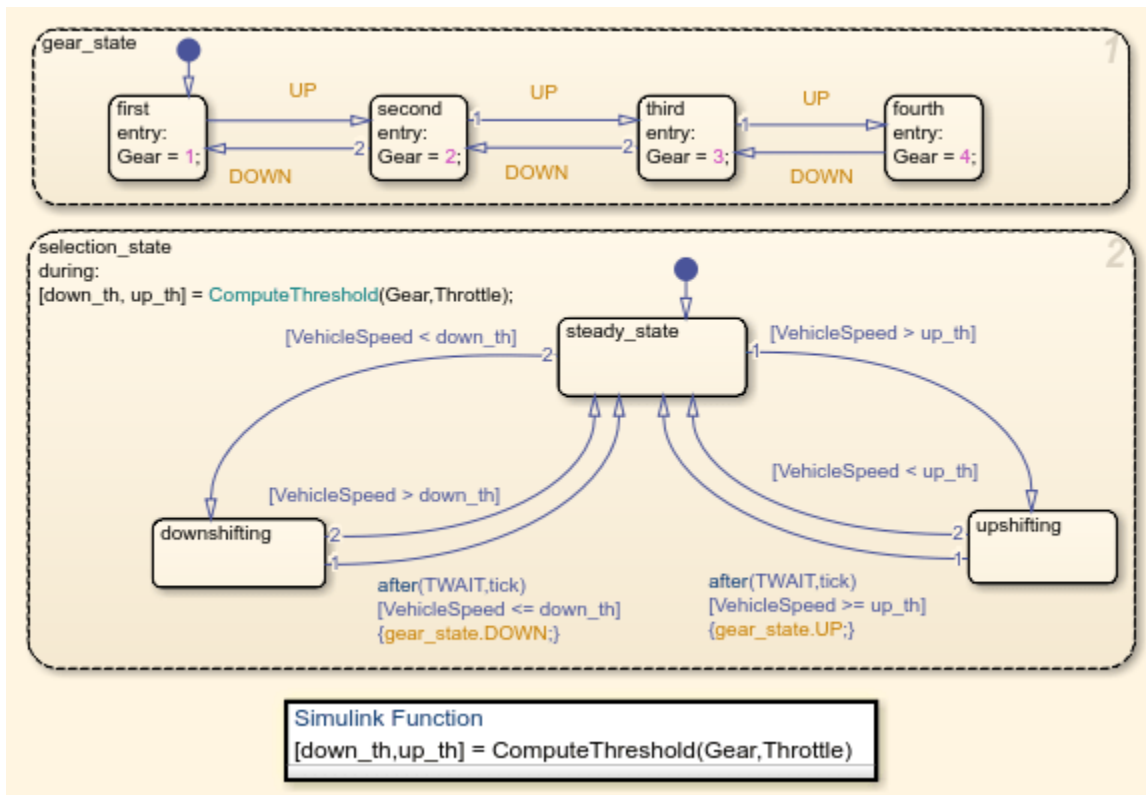 gear_state
1
first
entry:
Gear = 1;
UP
second
entry:
Gear = 2;
2
DOWN
1
UP
third
entry:
Gear = 3;
2
DOWN
1
UP
fourth
entry:
Gear = 4;
DOWN
selection_state
2
during:
[down_th, up_th] = ComputeThreshold(Gear,Throttle);
[VehicleSpeed < down_th]
2
steady_state
1
[VehicleSpeed > up_th]
[VehicleSpeed > down_th]
[VehicleSpeed < up_th]
downshifting
2
1
2
1
upshifting
after(TWAIT,tick)
[VehicleSpeed <= down_th]
{gear_state.DOWN;}
after(TWAIT,tick)
[VehicleSpeed >= up_th]
{gear_state.UP;}
Simulink Function
[down_th,up_th] = ComputeThreshold(Gear,Throttle)